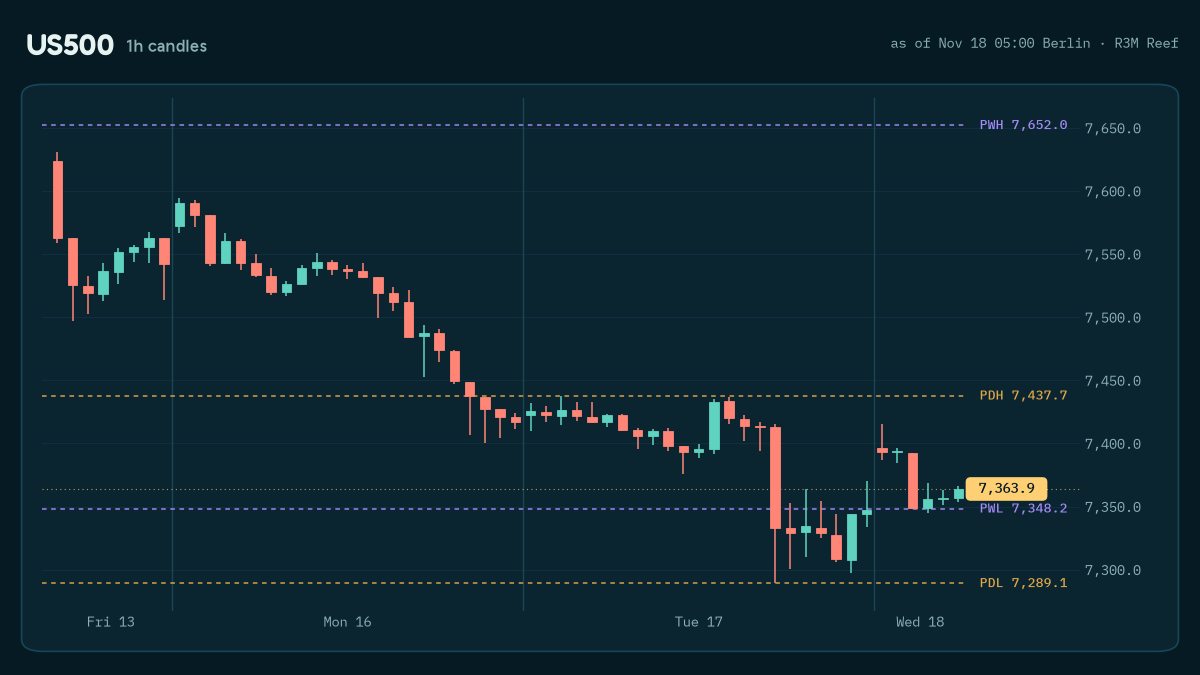 US500 1h candles
as of Nov 18 05:00 Berlin · R3M Reef
PWH 7,652.0
7,650.0
7,600.0
7,550.0
7,500.0
7,450.0
PDH 7,437.7
7,400.0
7,363.9
7,350.0
PWL 7,348.2
7,300.0
PDL 7,289.1
Fri 13
Mon 16
Tue 17
Wed 18